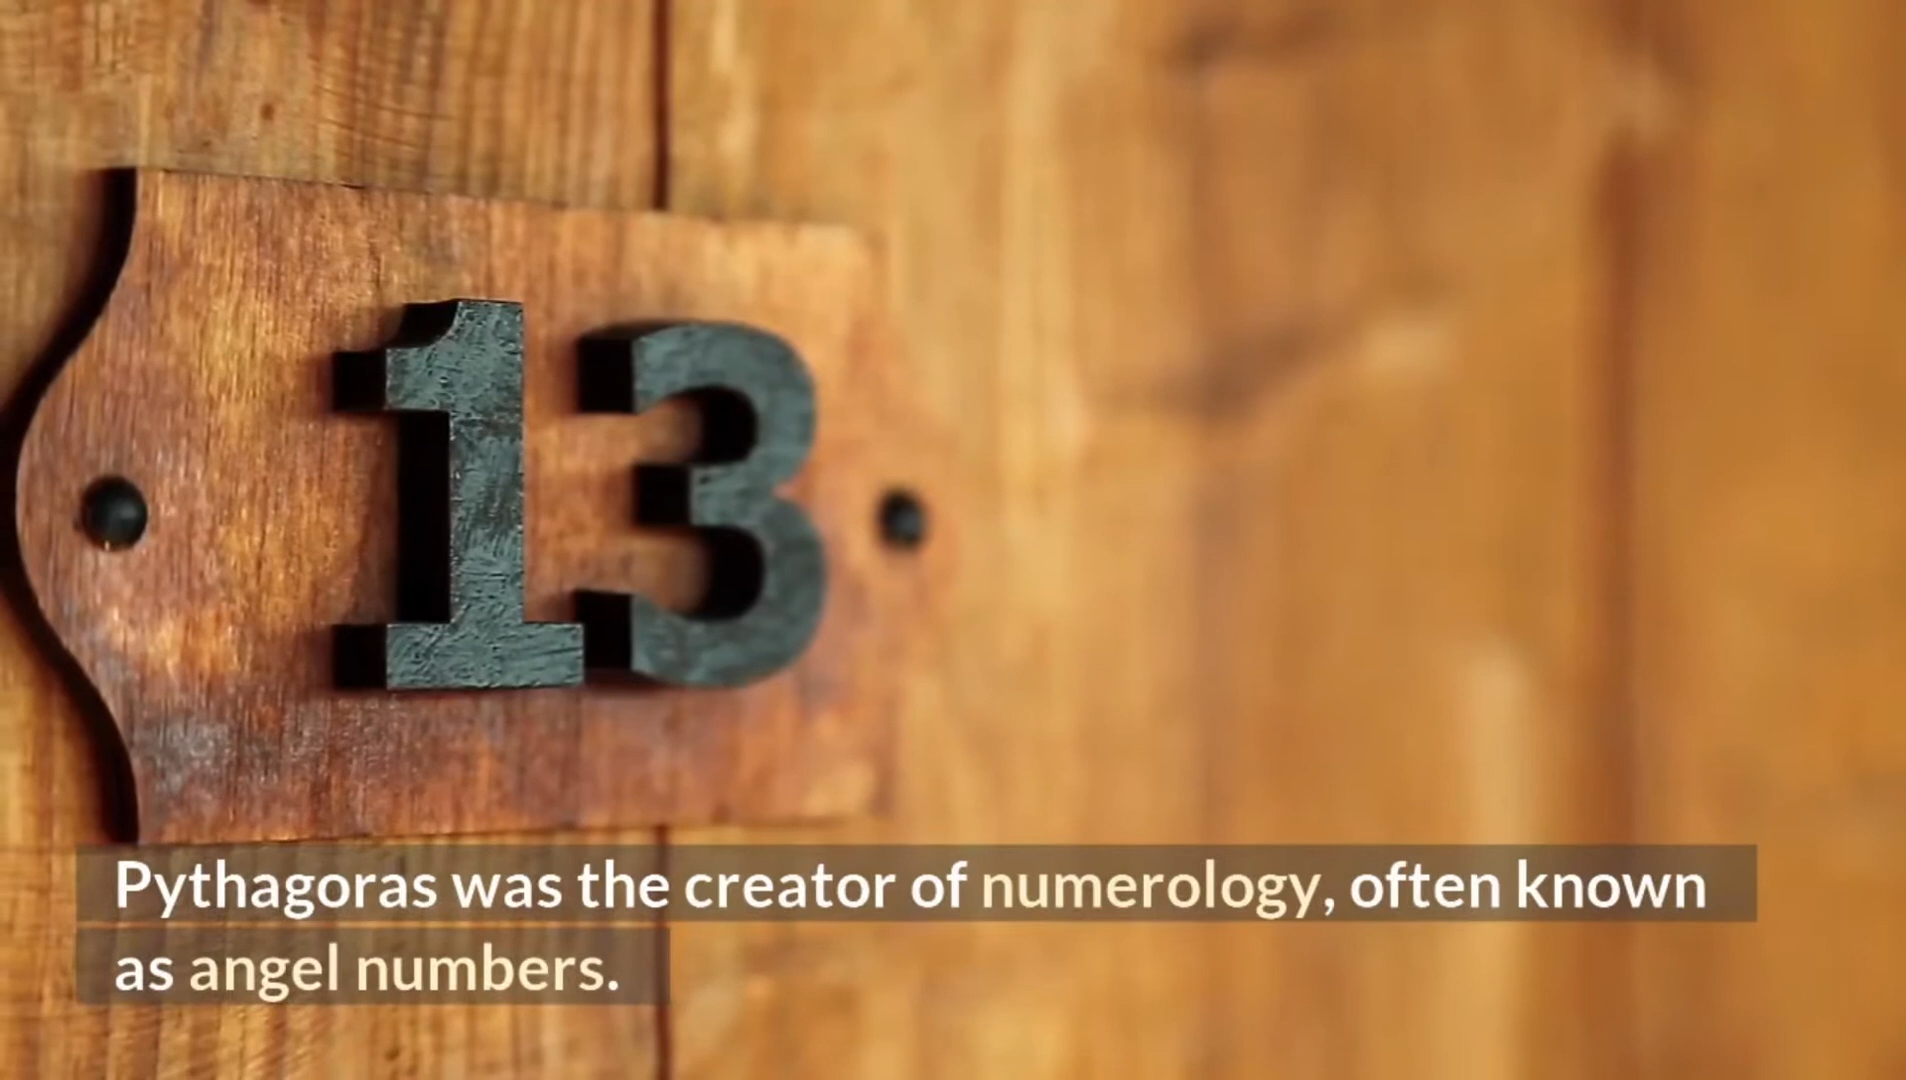 13
Pythagoras was the creator of numerology, often known
as angel numbers.